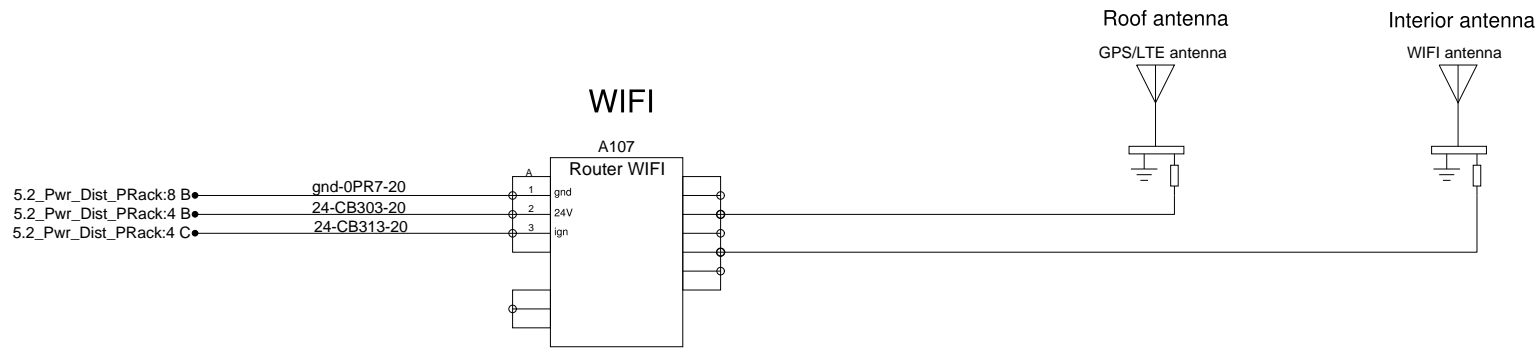 Roof antenna
Interior antenna
GPS/LTE antenna
WIFI antenna
WIFI
A107
Router WIFI
A
5.2_Pwr_Dist_PRack:8 B
gnd-0PR7-20
1
gnd
5.2_Pwr_Dist_PRack:4 B
24-CB303-20
2
24V
5.2_Pwr_Dist_PRack:4 C
24-CB313-20
3
ign